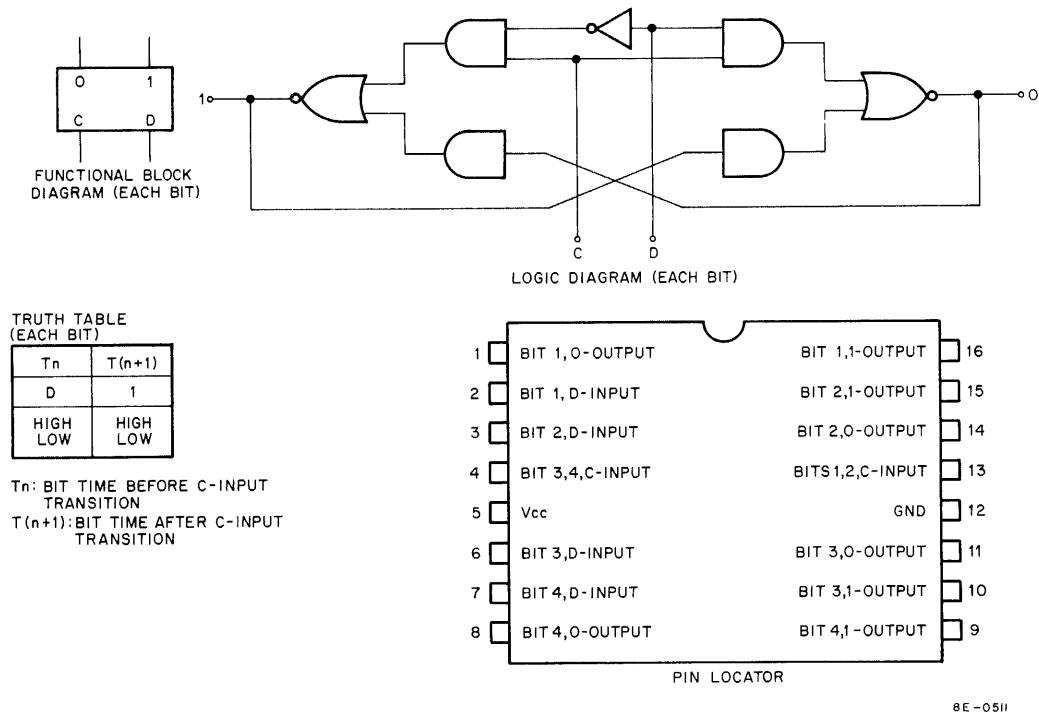 0 1
C D
FUNCTIONAL BLOCK
DIAGRAM (EACH BIT)
1
0
C D
LOGIC DIAGRAM (EACH BIT)
TRUTH TABLE
(EACH BIT)
Tn T(n+1)
D 1
HIGH HIGH
LOW LOW
Tn: BIT TIME BEFORE C-INPUT
TRANSITION
T(n+1): BIT TIME AFTER C-INPUT
TRANSITION
1 BIT 1, 0-OUTPUT BIT 1,1-OUTPUT 16
2 BIT 1, D-INPUT BIT 2,1-OUTPUT 15
3 BIT 2,D-INPUT BIT 2,0-OUTPUT 14
4 BIT 3,4,C-INPUT BITS 1,2,C-INPUT 13
5 Vcc GND 12
6 BIT 3,D-INPUT BIT 3,0-OUTPUT 11
7 BIT 4,D-INPUT BIT 3,1-OUTPUT 10
8 BIT 4,0-OUTPUT BIT 4,1-OUTPUT 9
PIN LOCATOR
8E-0511